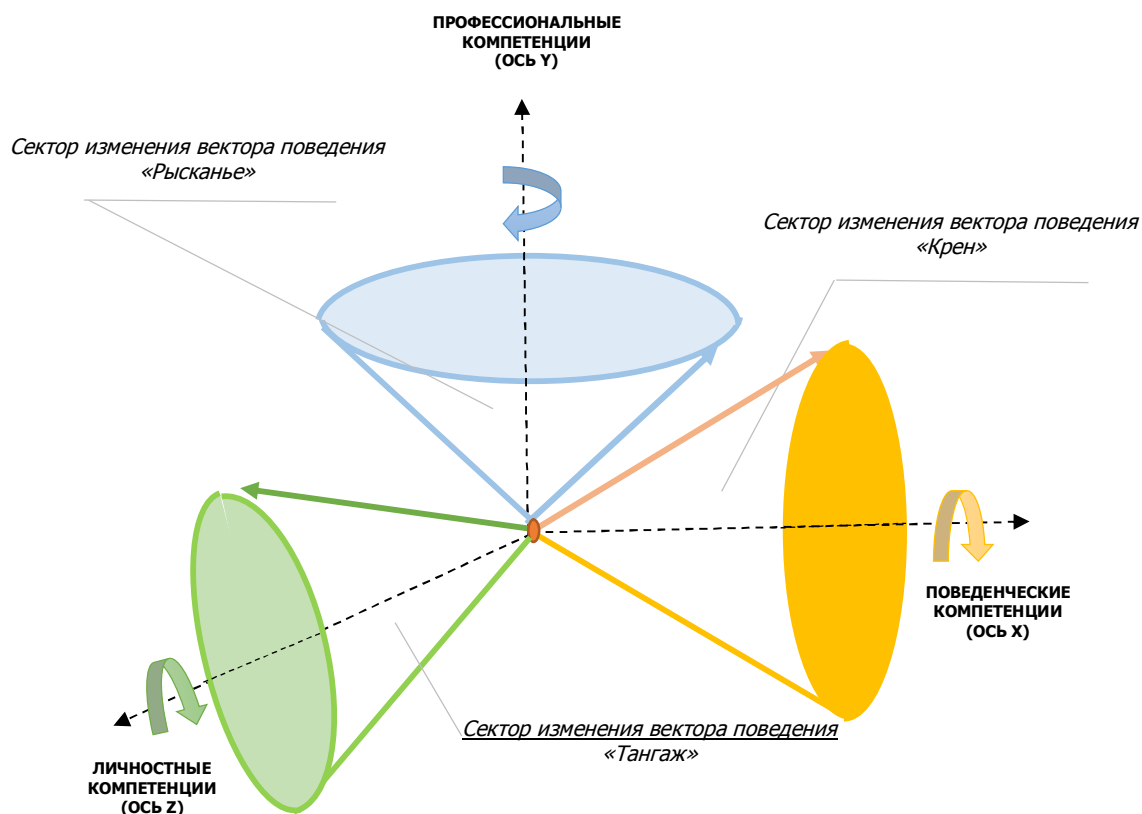 ПРОФЕССИОНАЛЬНЫЕ
КОМПЕТЕНЦИИ
(ОСЬ Y)
Сектор изменения вектора поведения
«Рысканье»
Сектор изменения вектора поведения
«Крен»
ПОВЕДЕНЧЕСКИЕ
КОМПЕТЕНЦИИ
(ОСЬ X)
Сектор изменения вектора поведения
«Тангаж»
ЛИЧНОСТНЫЕ
КОМПЕТЕНЦИИ
(ОСЬ Z)